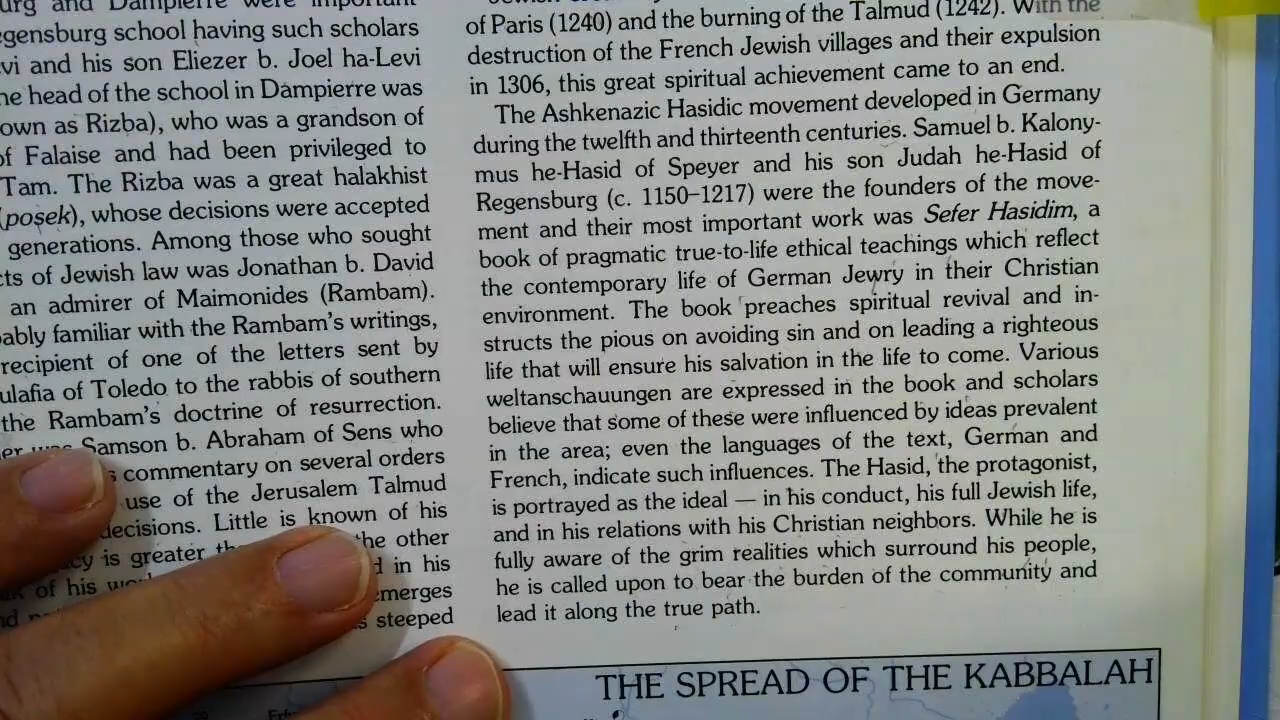 urg and Dampierre were important
egensburg school having such scholars
vi and his son Eliezer b. Joel ha-Levi
he head of the school in Dampierre was
own as Rizba), who was a grandson of
of Falaise and had been privileged to
Tam. The Rizba was a great halakhist
(poṣek), whose decisions were accepted
generations. Among those who sought
cts of Jewish law was Jonathan b. David
an admirer of Maimonides (Rambam).
ably familiar with the Rambam's writings,
recipient of one of the letters sent by
ulafia of Toledo to the rabbis of southern
the Rambam's doctrine of resurrection.
er was Samson b. Abraham of Sens who
s commentary on several orders
use of the Jerusalem Talmud
decisions. Little is known of his
cy is greater the other
of his d in his
emerges
s steeped
of Paris (1240) and the burning of the Talmud (1242). With the
destruction of the French Jewish villages and their expulsion
in 1306, this great spiritual achievement came to an end.
The Ashkenazic Hasidic movement developed in Germany
during the twelfth and thirteenth centuries. Samuel b. Kalony-
mus he-Hasid of Speyer and his son Judah he-Hasid of
Regensburg (c. 1150–1217) were the founders of the move-
ment and their most important work was Sefer Hasidim, a
book of pragmatic true-to-life ethical teachings which reflect
the contemporary life of German Jewry in their Christian
environment. The book preaches spiritual revival and in-
structs the pious on avoiding sin and on leading a righteous
life that will ensure his salvation in the life to come. Various
weltanschauungen are expressed in the book and scholars
believe that some of these were influenced by ideas prevalent
in the area; even the languages of the text, German and
French, indicate such influences. The Hasid, the protagonist,
is portrayed as the ideal — in his conduct, his full Jewish life,
and in his relations with his Christian neighbors. While he is
fully aware of the grim realities which surround his people,
he is called upon to bear the burden of the community and
lead it along the true path.
THE SPREAD OF THE KABBALAH